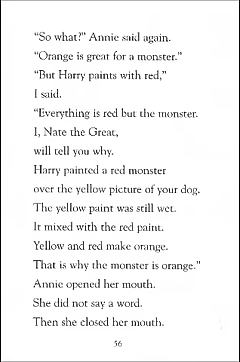 "So what?" Annie said again.
"Orange is great for a monster."
"But Harry paints with red,"
I said.
"Everything is red but the monster.
I, Nate the Great,
will tell you why.
Harry painted a red monster
over the yellow picture of your dog.
The yellow paint was still wet.
It mixed with the red paint.
Yellow and red make orange.
That is why the monster is orange."
Annie opened her mouth.
She did not say a word.
Then she closed her mouth.
56